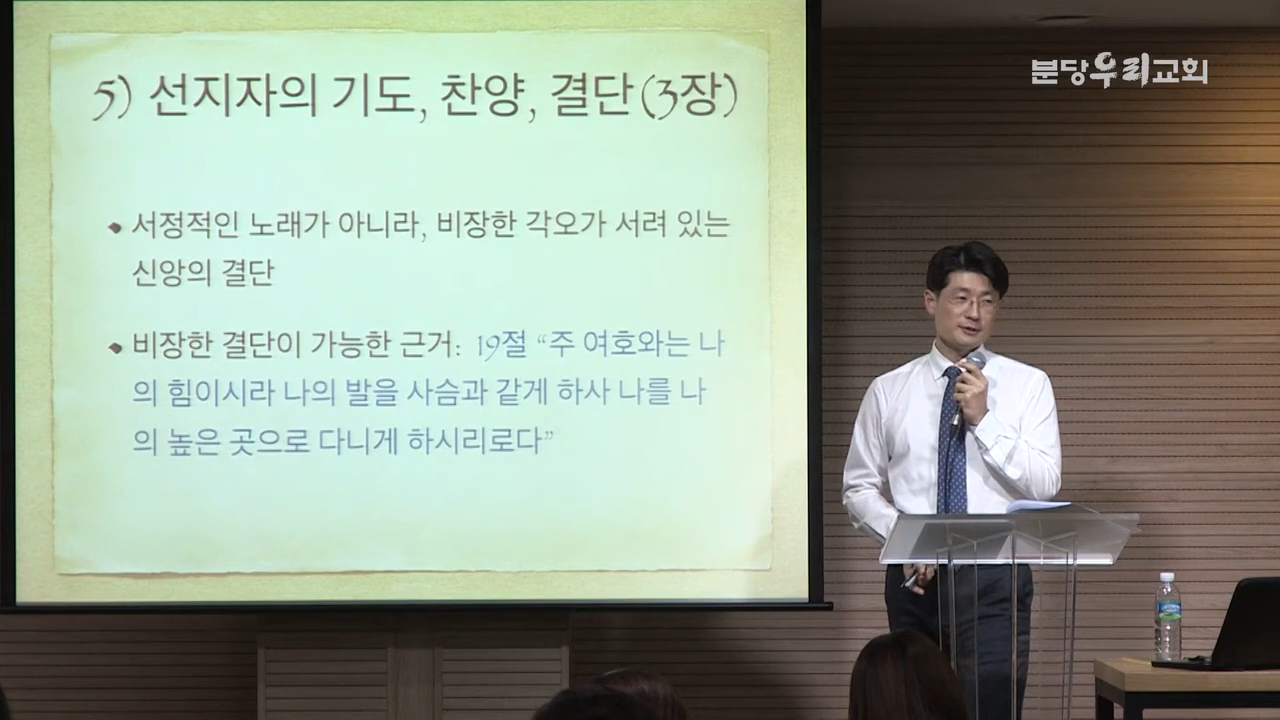 분당우리교회
5) 선지자의 기도, 찬양, 결단(3장)
서정적인 노래가 아니라, 비장한 각오가 서려 있는
신앙의 결단
비장한 결단이 가능한 근거: 19절 “주 여호와는 나
의 힘이시라 나의 발을 사슴과 같게 하사 나를 나
의 높은 곳으로 다니게 하시리로다”